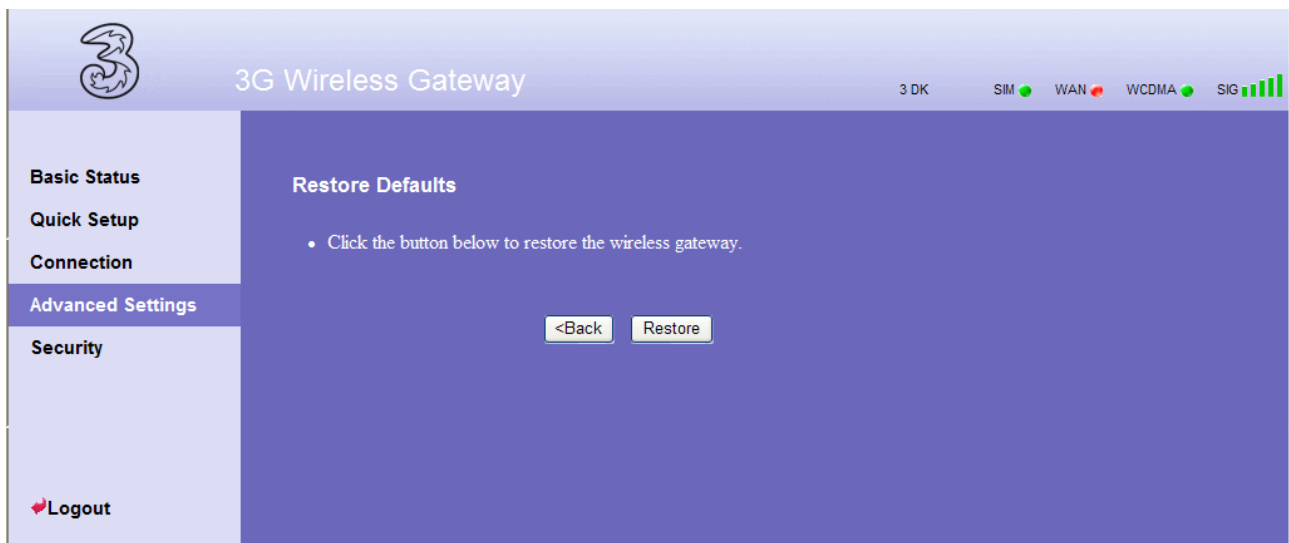 3
3G Wireless Gateway
3 DK SIM WAN WCDMA SIG
Basic Status
Quick Setup
Connection
Advanced Settings
Security
Logout
Restore Defaults
• Click the button below to restore the wireless gateway.
<Back Restore